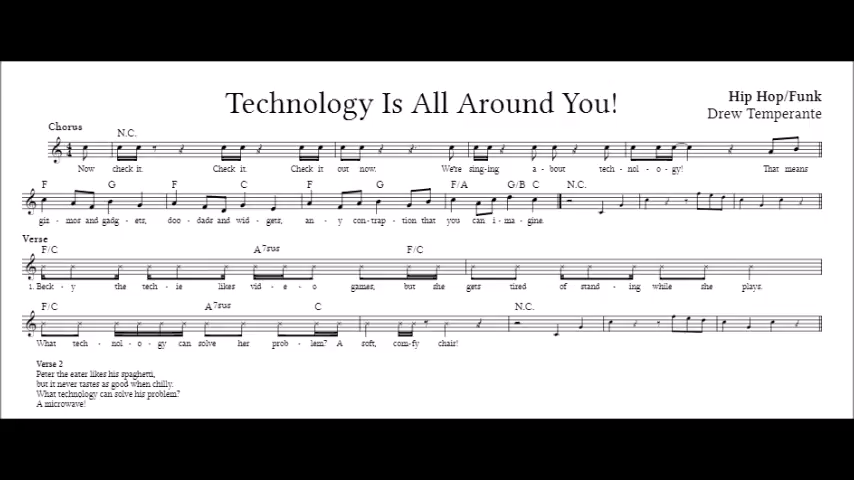 Technology Is All Around You!
Hip Hop/Funk
Drew Temperante
Chorus
N.C.
Now check it. Check it. Check it out now. We're sing-ing a-bout tech-nol-o-gy! That means
F G F C G F G F/A G/B C N.C.
giz-mos and gadg-ets, doo-dads and wid-gets, an-y con-trap-tion that you can i-ma-gine.
Verse
F/C A7sus F/C
1. Beck-y the tech-ie likes vid-e-o games, but she gets tired of stand-ing while she plays.
F/C A7sus C N.C.
What tech-nol-o-gy can solve her prob-lem? A soft, com-fy chair!
Verse 2
Peter the eater likes his spaghetti,
but it never tastes as good when chilly.
What technology can solve his problem?
A microwave!